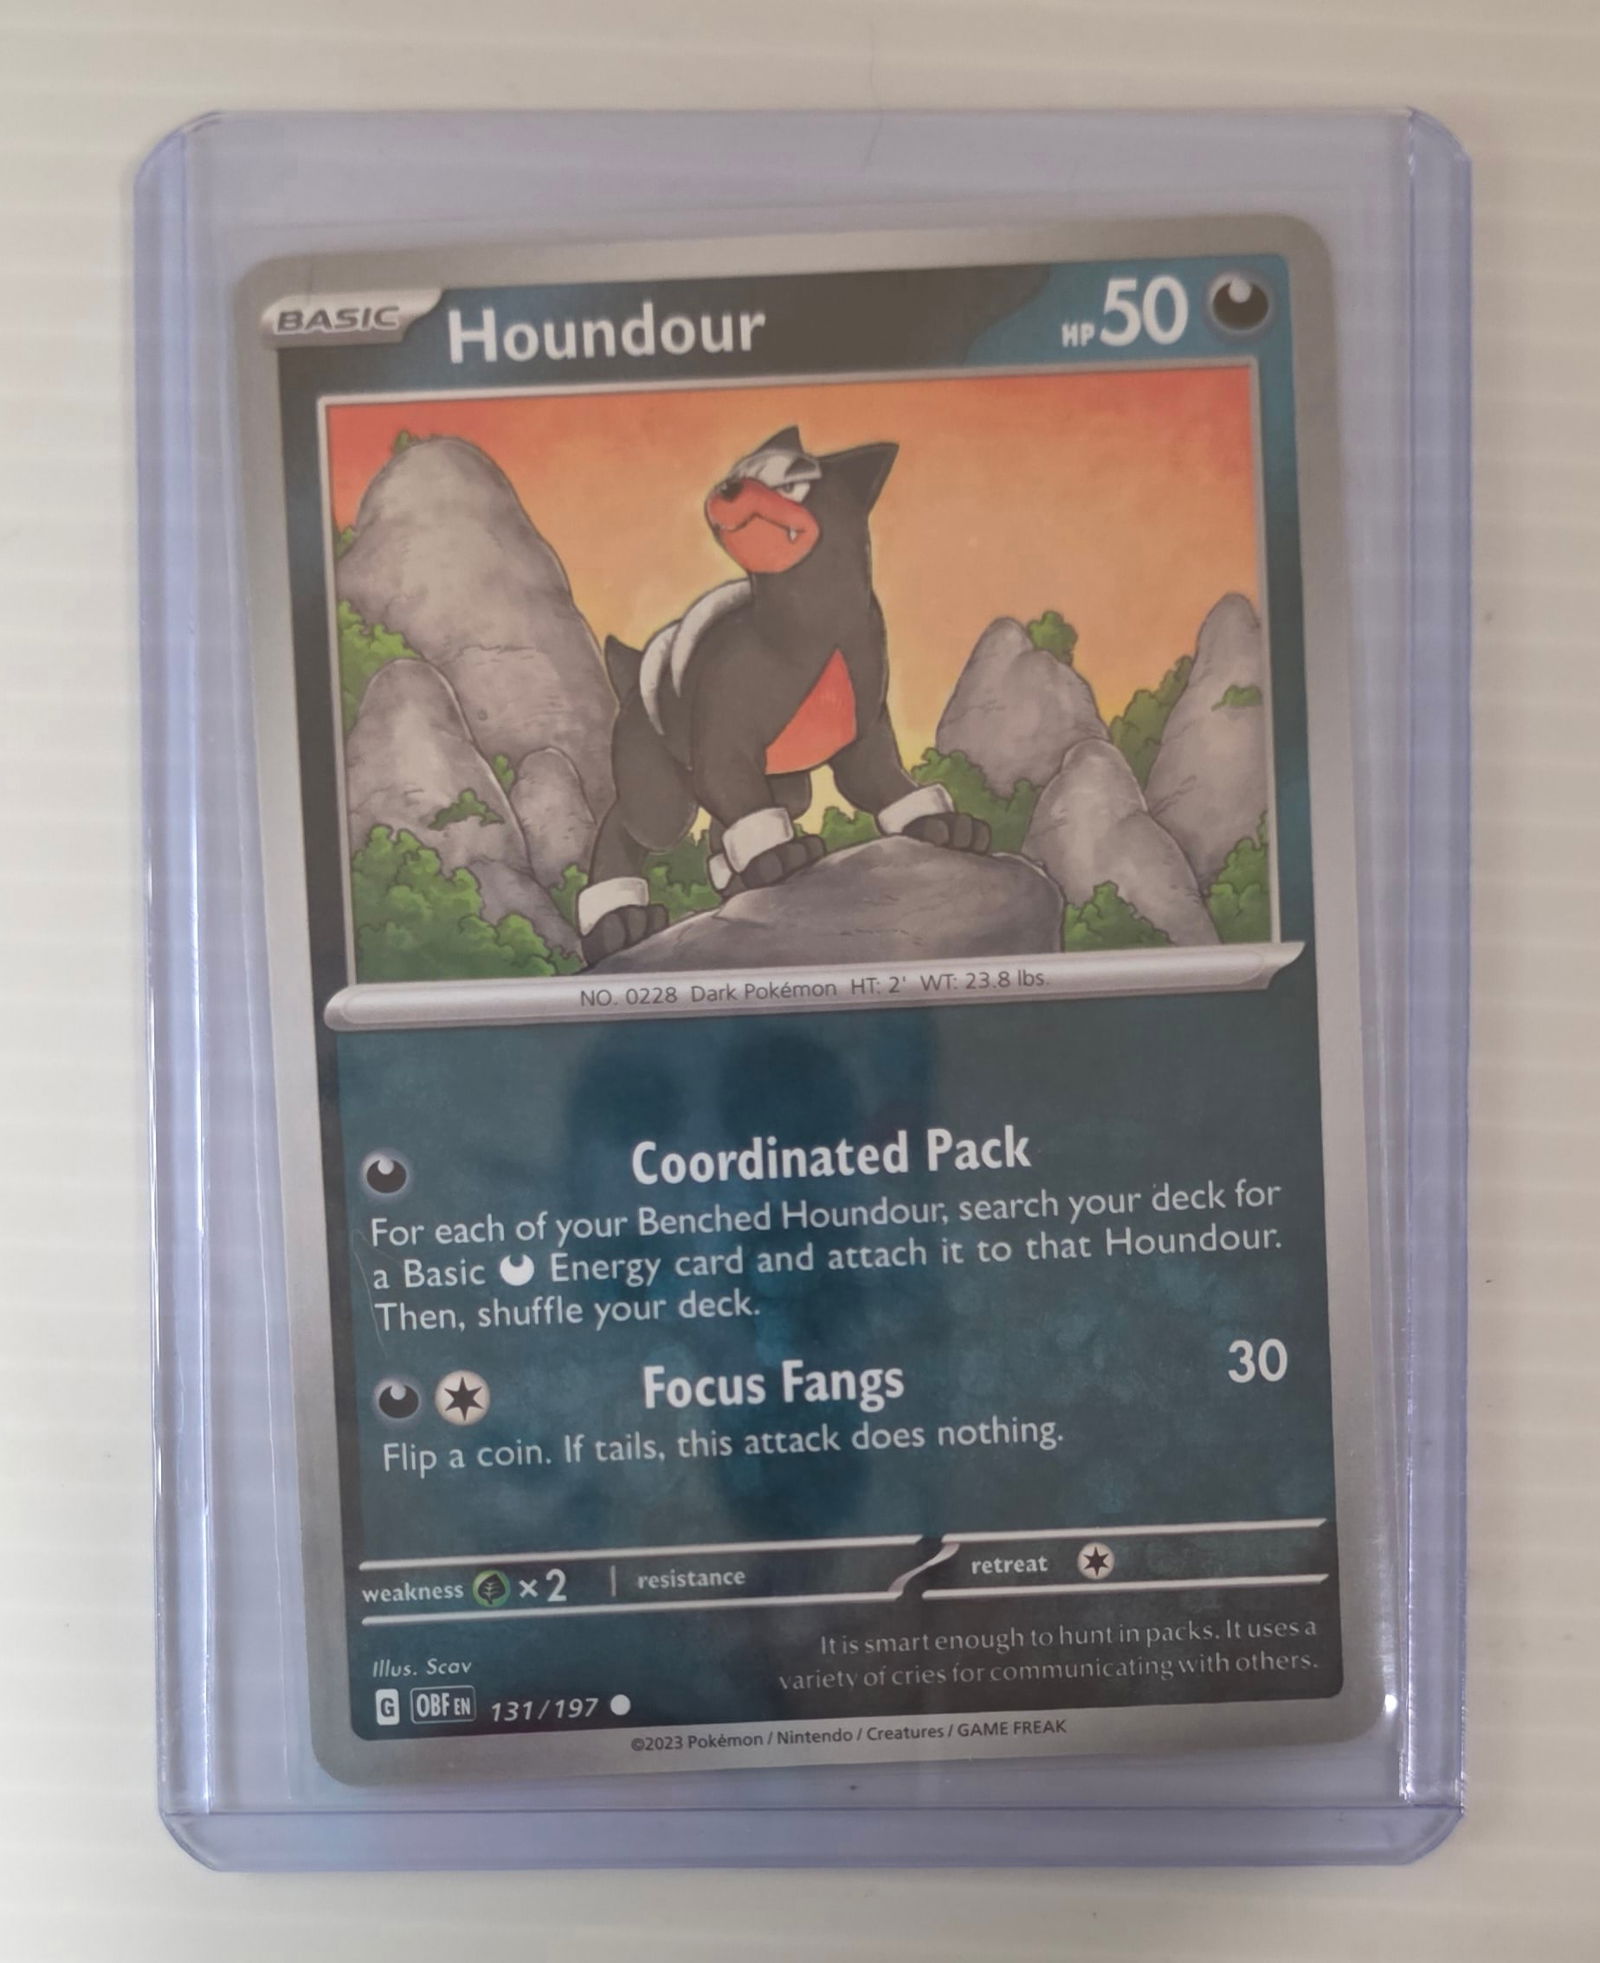 BASIC Houndour HP 50
NO. 0228 Dark Pokémon HT: 2' WT: 23.8 lbs.
Coordinated Pack
For each of your Benched Houndour, search your deck for
a Basic Energy card and attach it to that Houndour.
Then, shuffle your deck.
Focus Fangs 30
Flip a coin. If tails, this attack does nothing.
weakness ×2 | resistance retreat
It is smart enough to hunt in packs. It uses a
variety of cries for communicating with others.
Illus. Scav
G OBF EN 131/197
©2023 Pokémon / Nintendo / Creatures / GAME FREAK